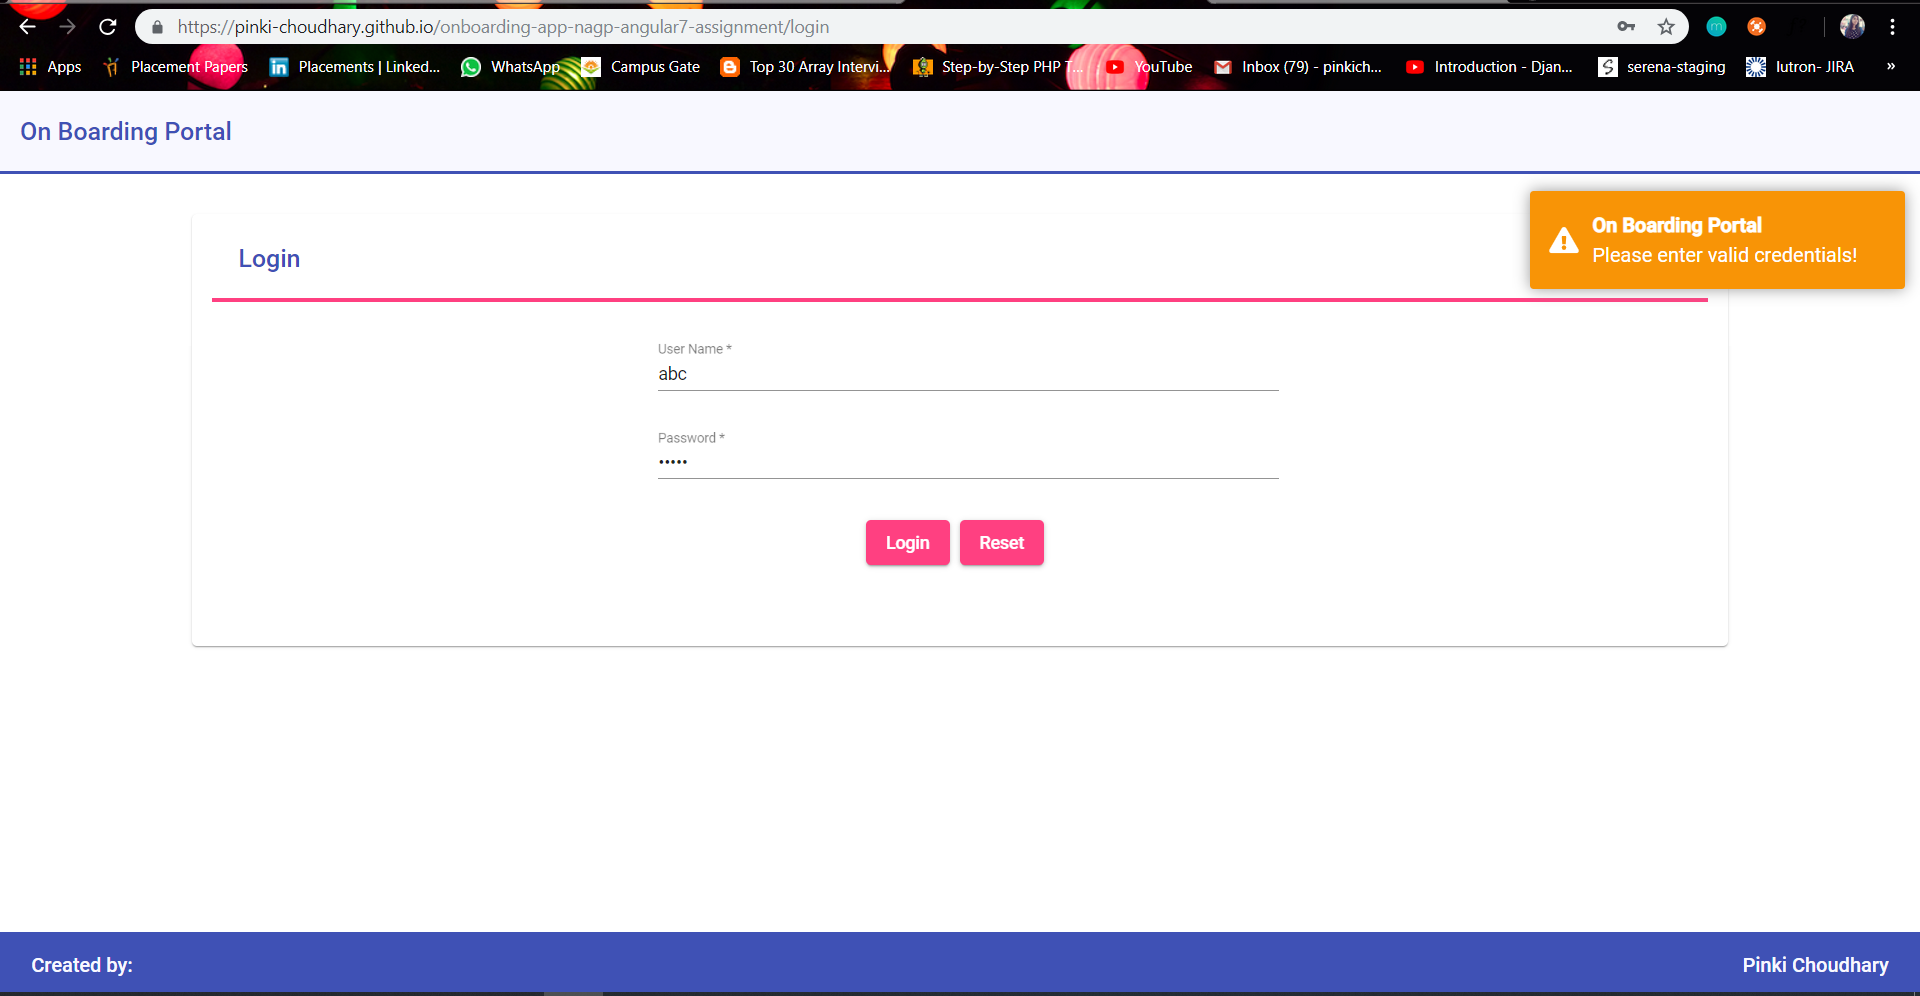 https://pinki-choudhary.github.io/onboarding-app-nagp-angular7-assignment/login
m
Apps Placement Papers in Placements | Linked... WhatsApp Campus Gate Top 30 Array Intervi... Step-by-Step PHP T... YouTube Inbox (79) - pinkich... Introduction - Djan... S serena-staging lutron- JIRA »
On Boarding Portal
On Boarding Portal
Please enter valid credentials!
Login
User Name *
abc
Password *
•••••
Login Reset
Created by: Pinki Choudhary